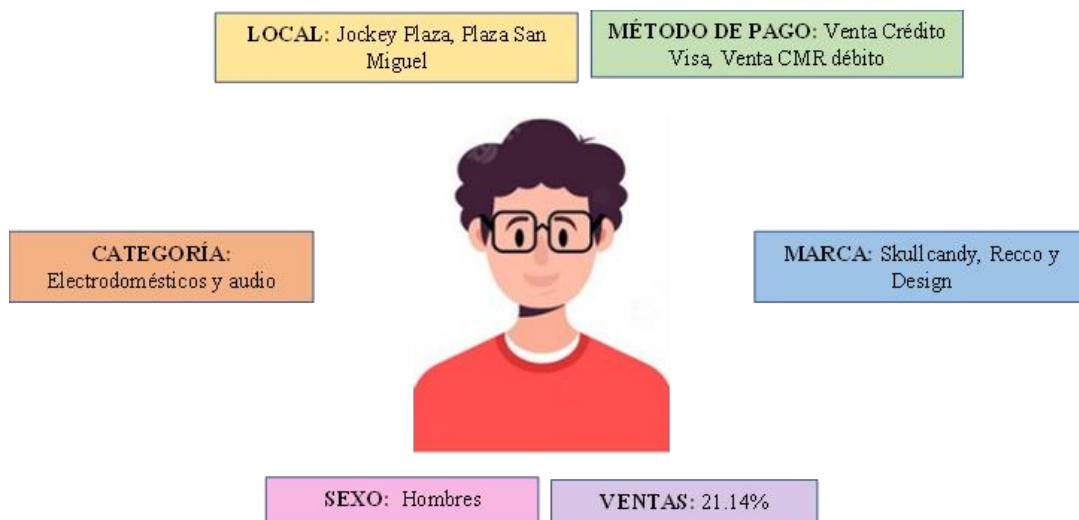 LOCAL: Jockey Plaza, Plaza San
Miguel
MÉTODO DE PAGO: Venta Crédito
Visa, Venta CMR débito
CATEGORÍA:
Electrodomésticos y audio
MARCA: Skullcandy, Recco y
Design
SEXO: Hombres
VENTAS: 21.14%